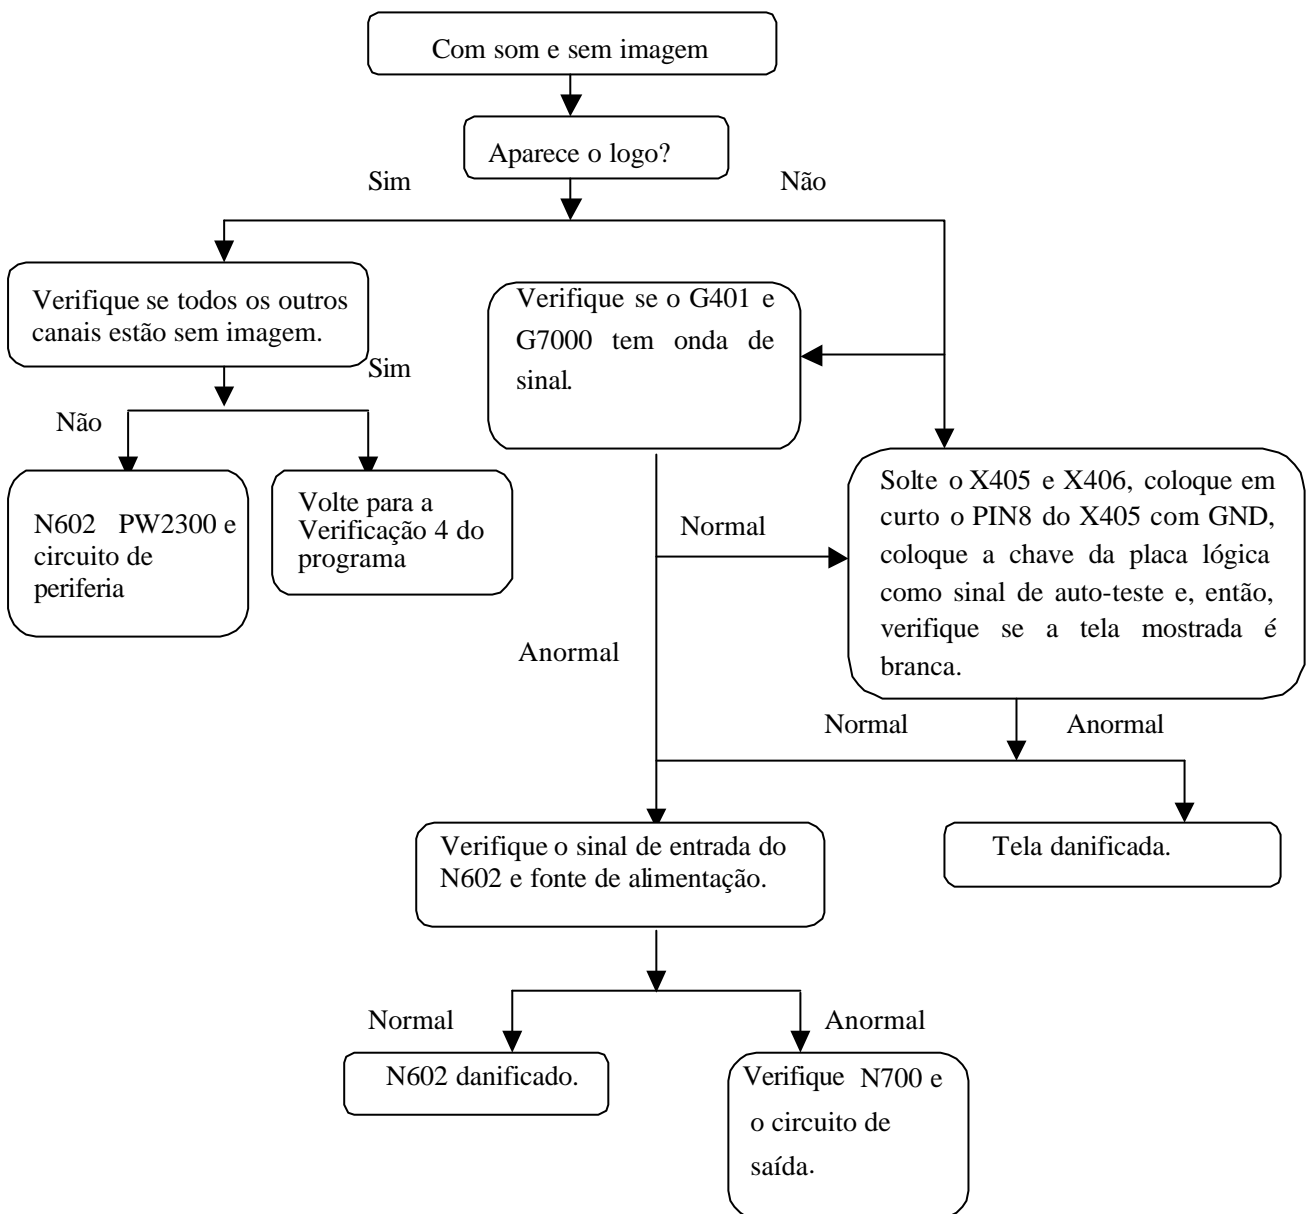 Com som e sem imagem
Aparece o logo?
Sim
Não
Verifique se todos os outros
canais estão sem imagem.
Verifique se o G401 e
G7000 tem onda de
sinal.
Sim
Não
N602 PW2300 e
circuito de
periferia
Volte para a
Verificação 4 do
programa
Normal
Solte o X405 e X406, coloque em
curto o PIN8 do X405 com GND,
coloque a chave da placa lógica
como sinal de auto-teste e, então,
verifique se a tela mostrada é
branca.
Anormal
Normal
Anormal
Verifique o sinal de entrada do
N602 e fonte de alimentação.
Tela danificada.
Normal
Anormal
N602 danificado.
Verifique N700 e
o circuito de
saída.